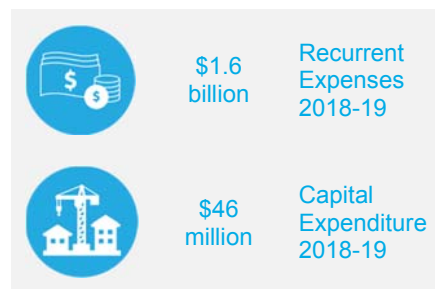 $
$
$1.6
billion
Recurrent
Expenses
2018-19
$46
million
Capital
Expenditure
2018-19